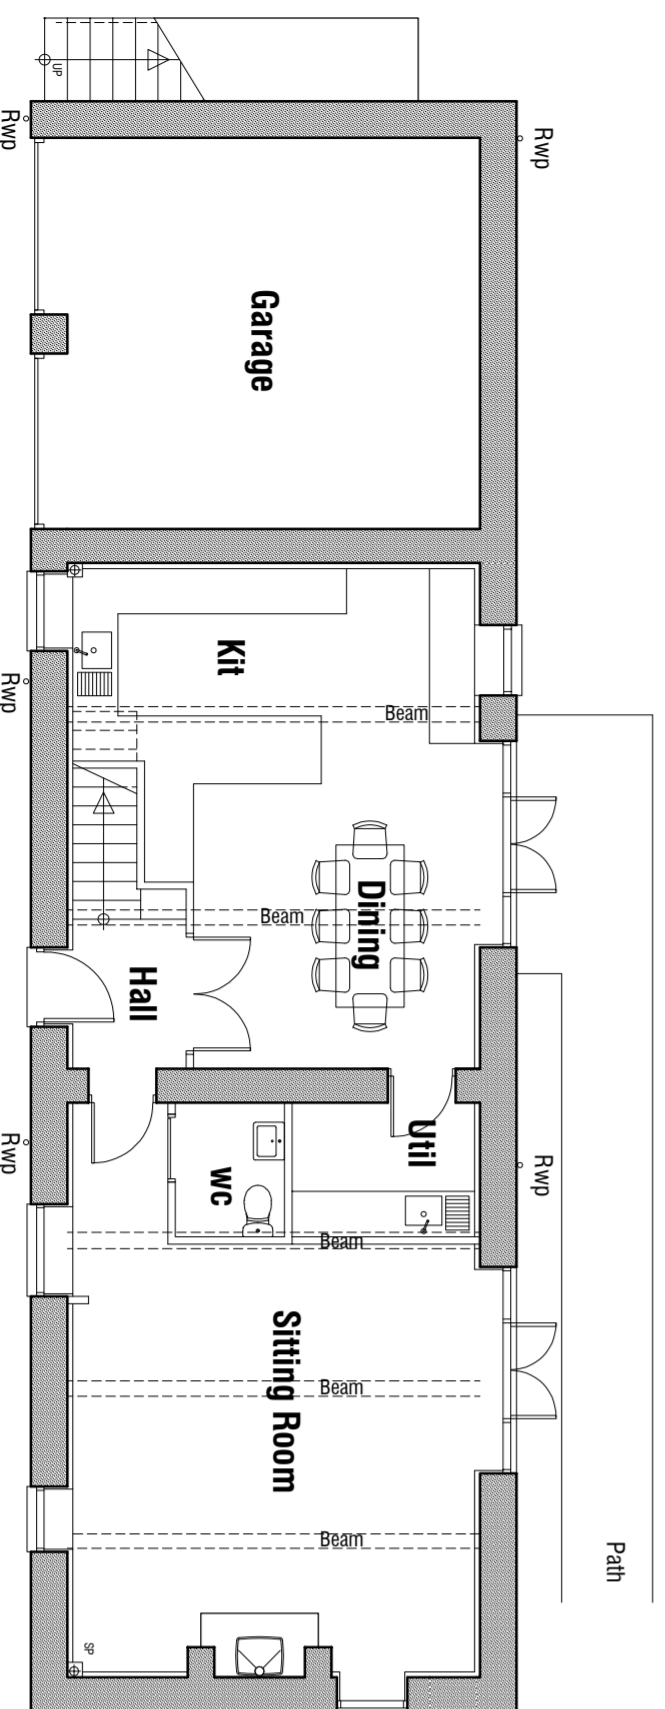 UP
Rwp
Rwp
Garage
Kit
Rwp
Beam
Dining
Beam
Hall
Util
Rwp
Rwp
wc
Beam
Sitting Room
Beam
Beam
Path
SP